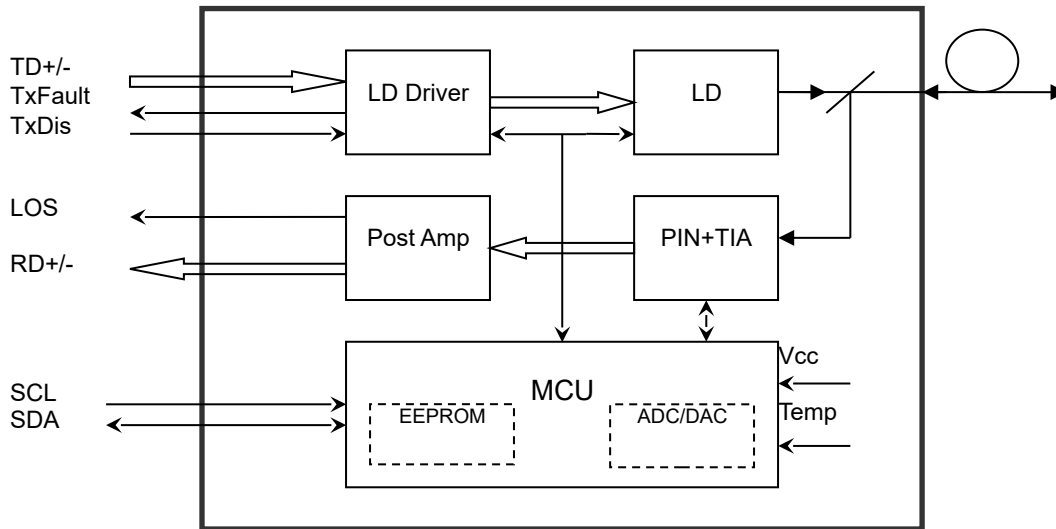 TD+/-
TxFault
TxDis
LD Driver
LD
LOS
RD+/-
Post Amp
PIN+TIA
SCL
SDA
MCU
EEPROM
ADC/DAC
Vcc
Temp